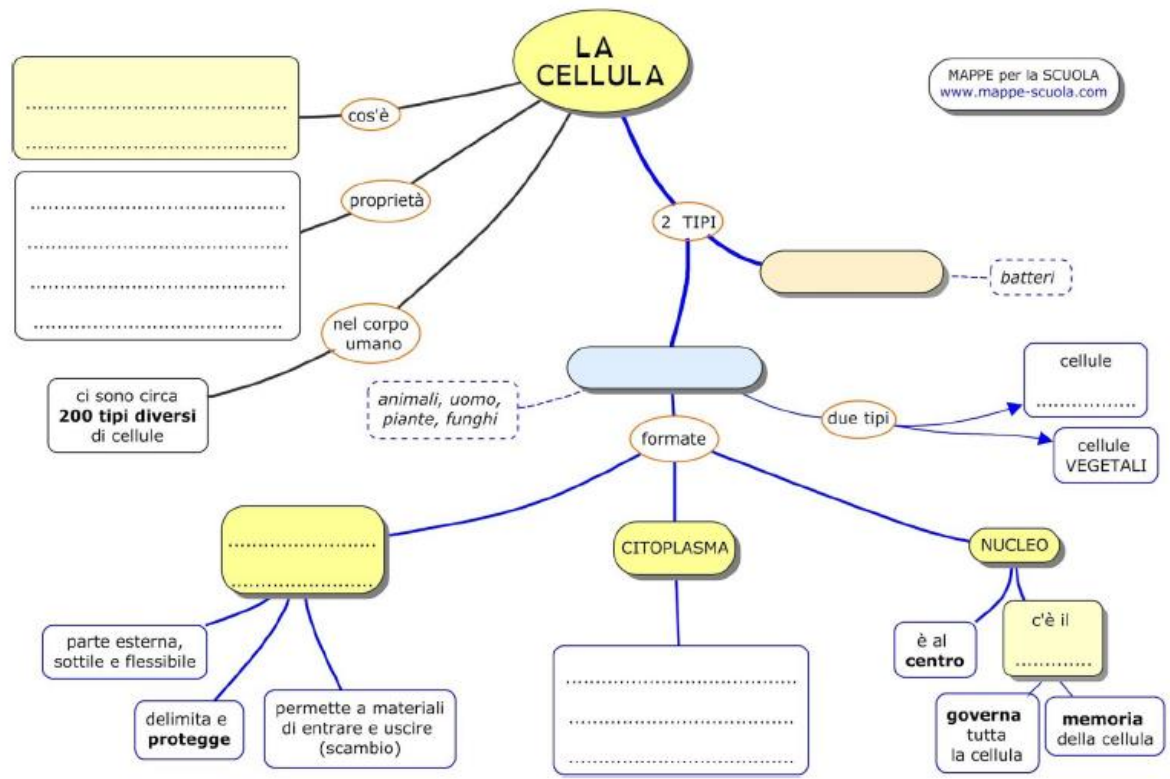 LA
CELLULA
MAPPE per la SCUOLA
www.mappe-scuola.com
cos'è
..............................................
..............................................
proprietà
..............................................
..............................................
..............................................
..............................................
nel corpo
umano
ci sono circa
200 tipi diversi
di cellule
2 TIPI
batteri
animali, uomo,
piante, funghi
due tipi
cellule
.................
cellule
VEGETALI
formate
..........................
..........................
parte esterna,
sottile e flessibile
delimita e
protegge
permette a materiali
di entrare e uscire
(scambio)
CITOPLASMA
..........................................
..........................................
..........................................
NUCLEO
è al
centro
c'è il
.............
governa
tutta
la cellula
memoria
della cellula